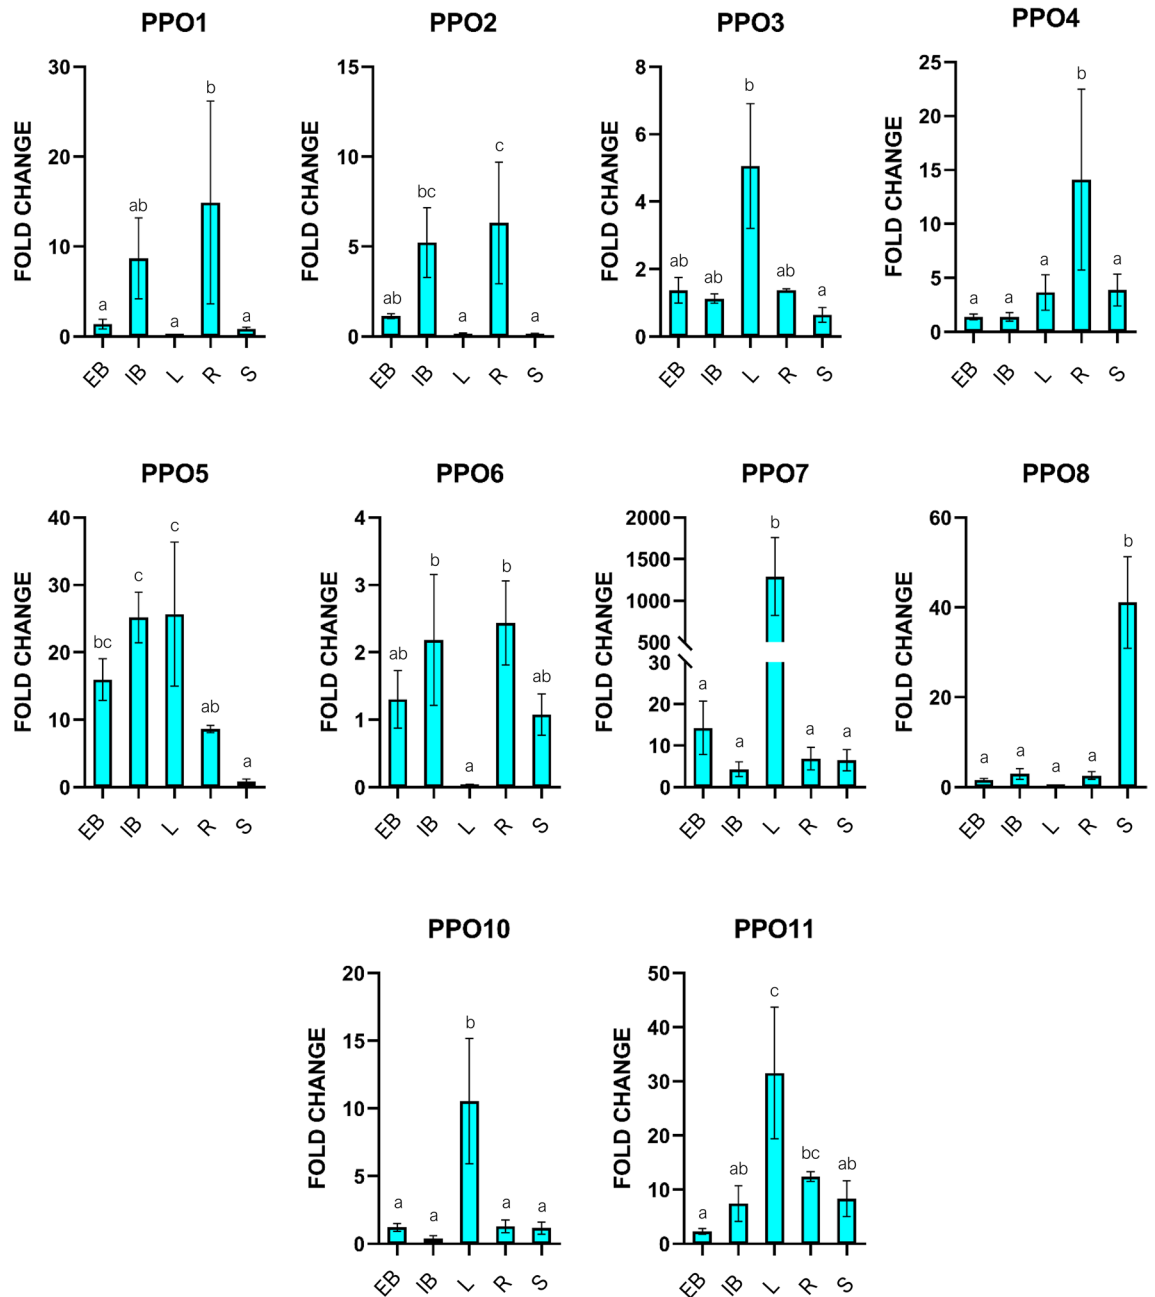 PPO1
PPO2
PPO3
PPO4
FOLD CHANGE
30
20
10
0
a
ab
a
b
a
EB
IB
L
R
S
FOLD CHANGE
15
10
5
0
ab
bc
a
c
a
EB
IB
L
R
S
FOLD CHANGE
8
6
4
2
0
ab
ab
b
ab
a
EB
IB
L
R
S
FOLD CHANGE
25
20
15
10
5
0
a
a
a
b
a
EB
IB
L
R
S
PPO5
PPO6
PPO7
PPO8
FOLD CHANGE
40
30
20
10
0
bc
c
c
ab
a
EB
IB
L
R
S
FOLD CHANGE
4
3
2
1
0
ab
b
a
b
ab
EB
IB
L
R
S
FOLD CHANGE
2000
1500
1000
500
30
20
10
0
a
a
b
a
a
EB
IB
L
R
S
FOLD CHANGE
60
40
20
0
a
a
a
a
b
EB
IB
L
R
S
PPO10
PPO11
FOLD CHANGE
20
15
10
5
0
a
a
b
a
a
EB
IB
L
R
S
FOLD CHANGE
50
40
30
20
10
0
a
ab
c
bc
ab
EB
IB
L
R
S